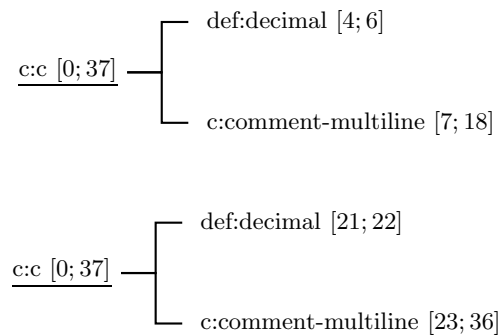 def:decimal [4; 6]
c:c [0; 37]
c:comment-multiline [7; 18]
def:decimal [21; 22]
c:c [0; 37]
c:comment-multiline [23; 36]